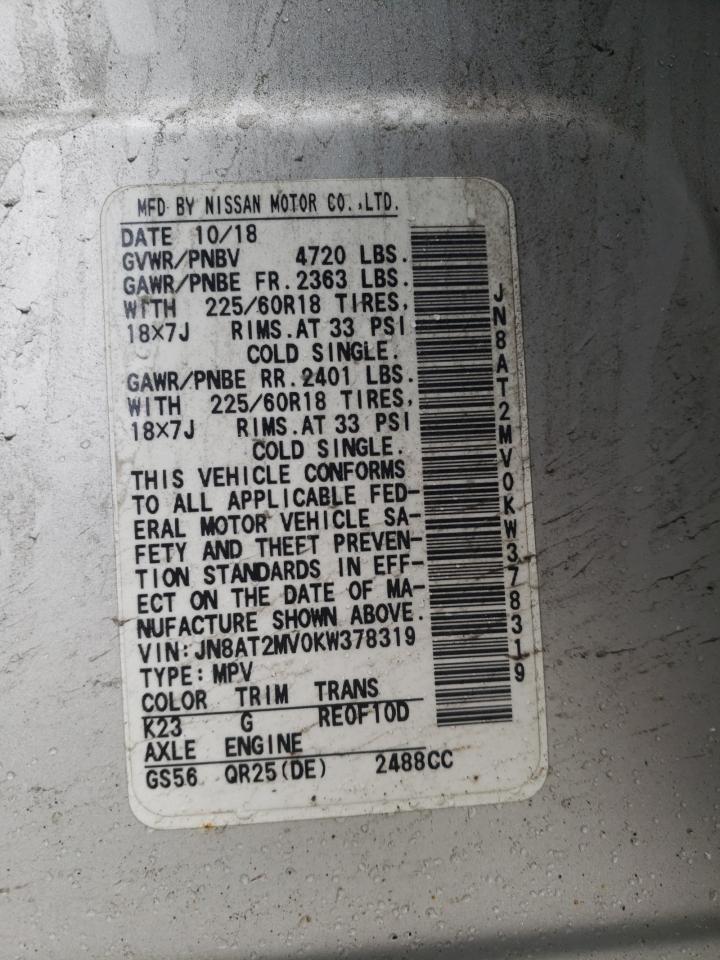 MFD BY NISSAN MOTOR CO.,LTD.
DATE 10/18
GVWR/PNBV 4720 LBS.
GAWR/PNBE FR.2363 LBS.
WITH 225/60R18 TIRES,
18×7J RIMS.AT 33 PSI
COLD SINGLE.
GAWR/PNBE RR.2401 LBS.
WITH 225/60R18 TIRES,
18×7J RIMS.AT 33 PSI
COLD SINGLE.
THIS VEHICLE CONFORMS
TO ALL APPLICABLE FED-
ERAL MOTOR VEHICLE SA-
FETY AND THEFT PREVEN-
TION STANDARDS IN EFF-
ECT ON THE DATE OF MA-
NUFACTURE SHOWN ABOVE.
VIN:JN8AT2MV0KW378319
TYPE:MPV
COLOR TRIM TRANS
K23 G RE0F10D
AXLE ENGINE
GS56 QR25(DE) 2488CC
JN8AT2MV0KW378319